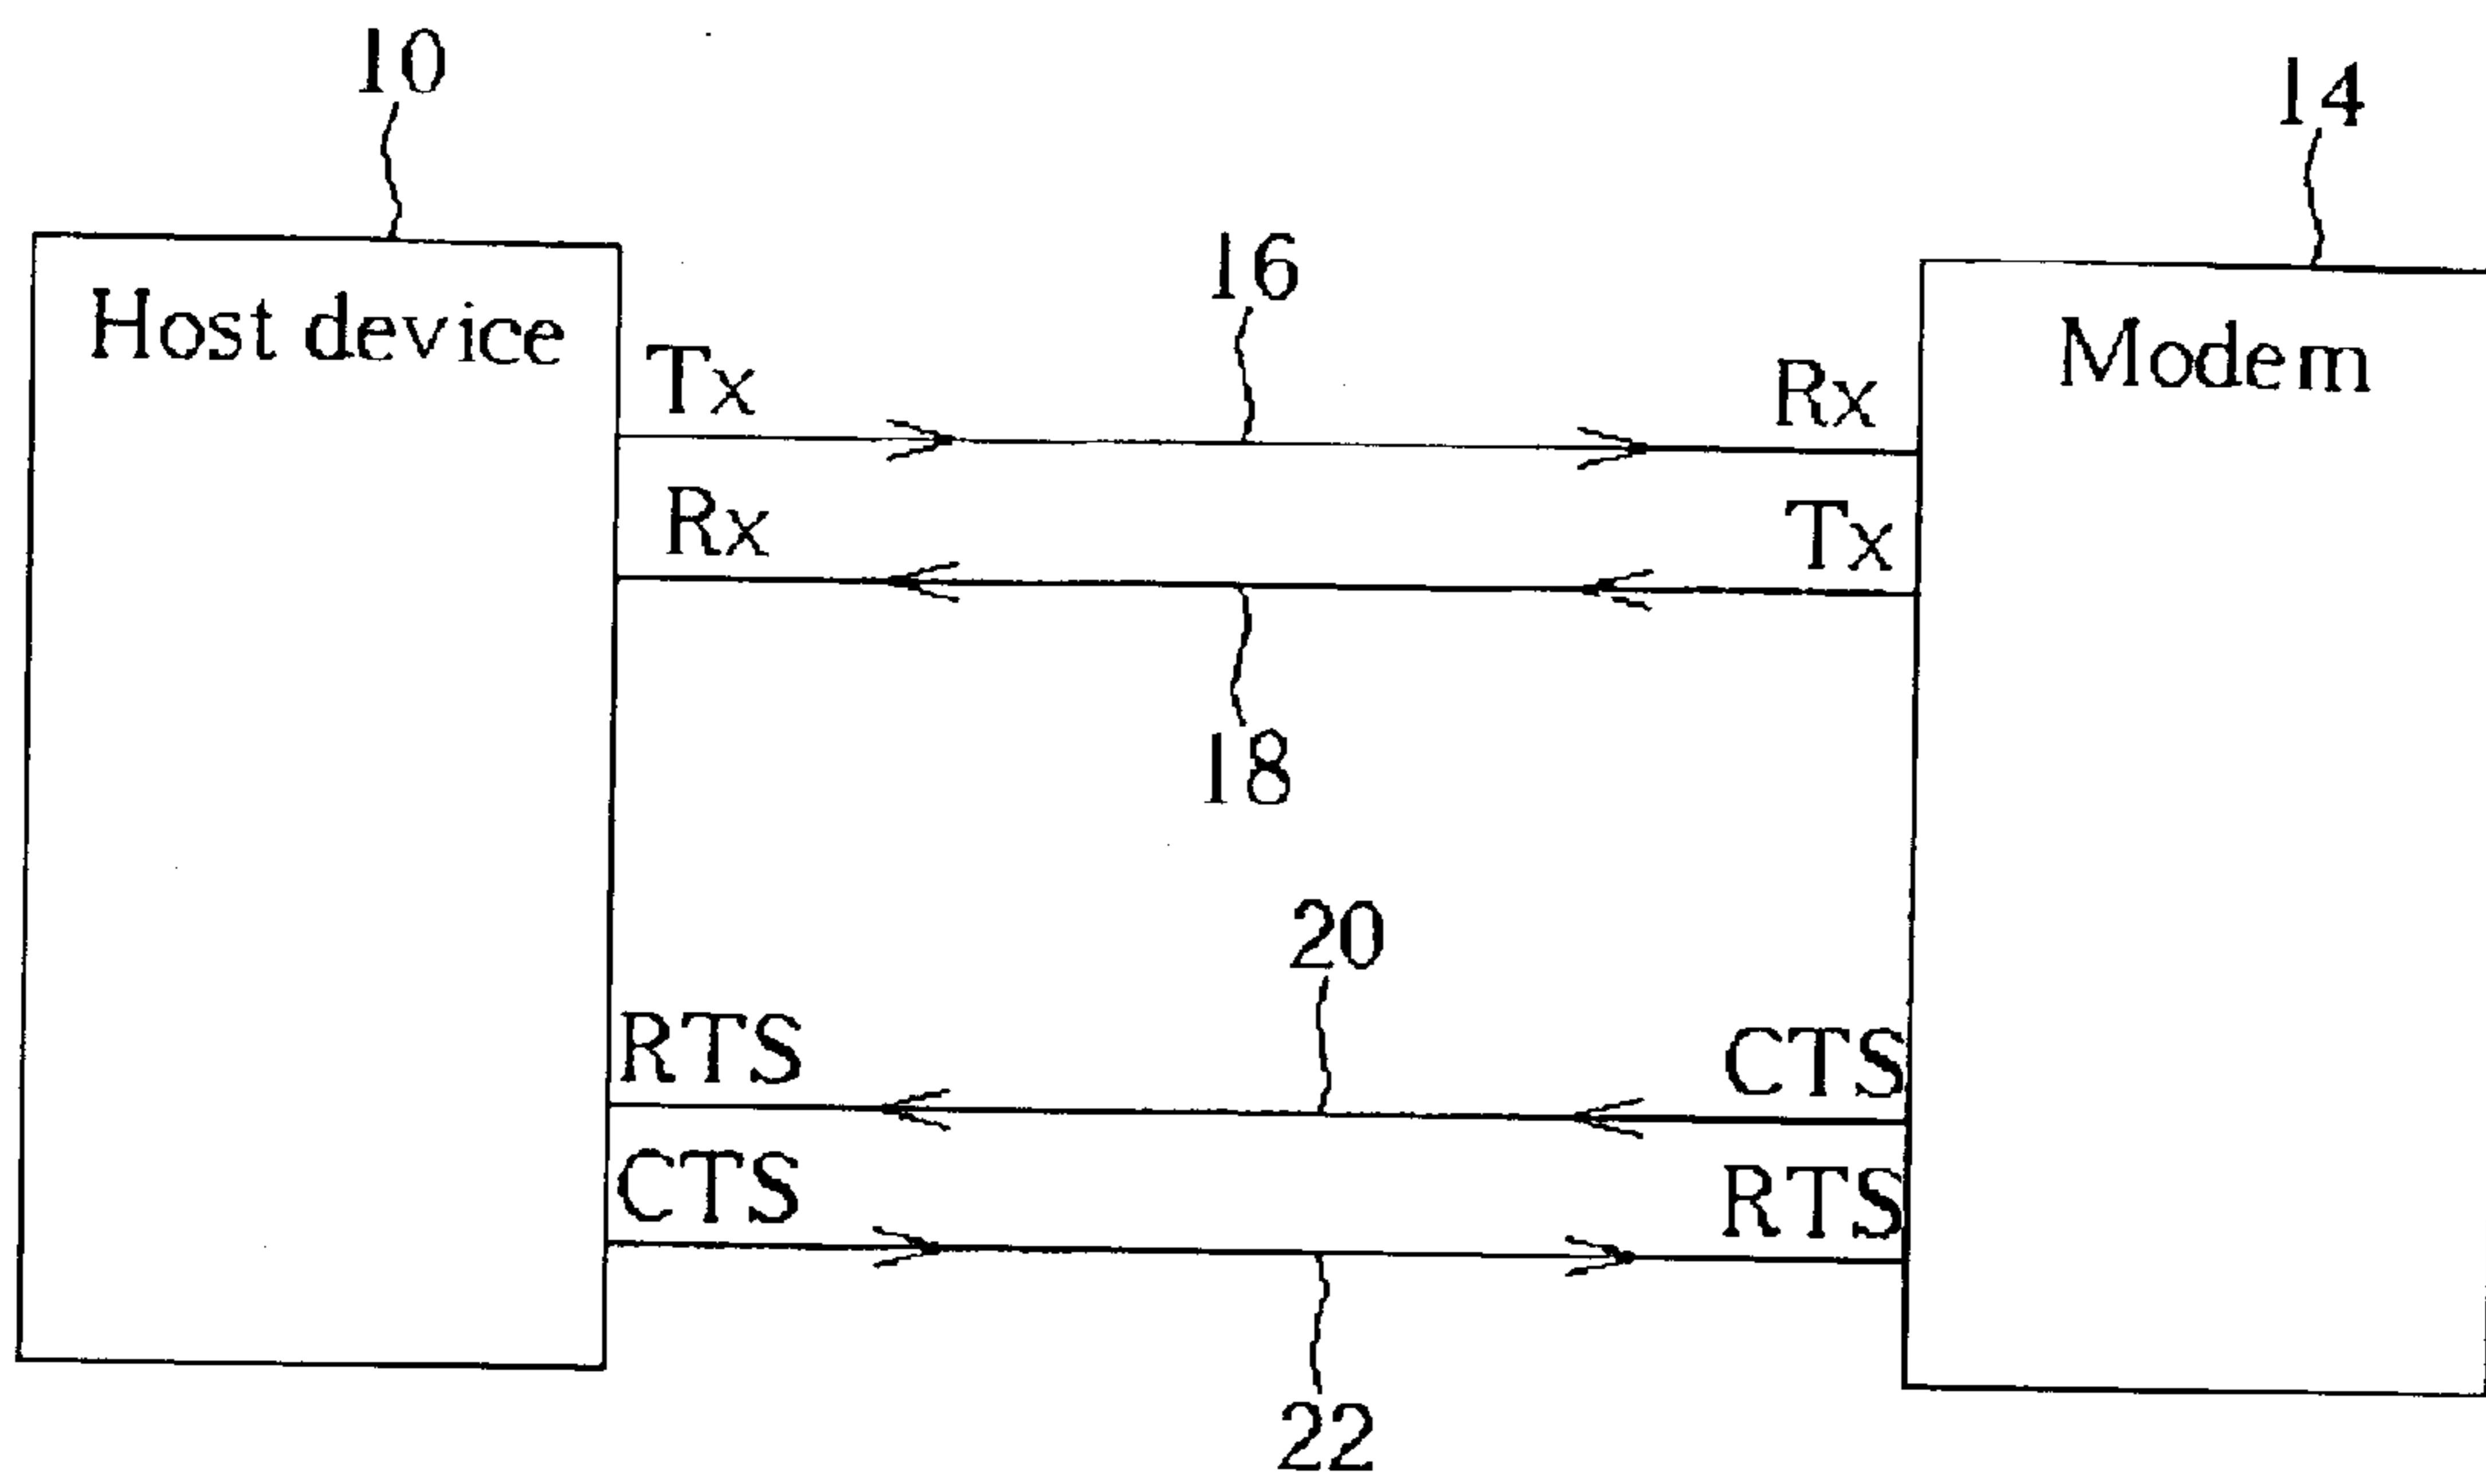 10
14
Host device
16
Modem
Tx
Rx
Rx
Tx
18
20
RTS
CTS
CTS
RTS
22